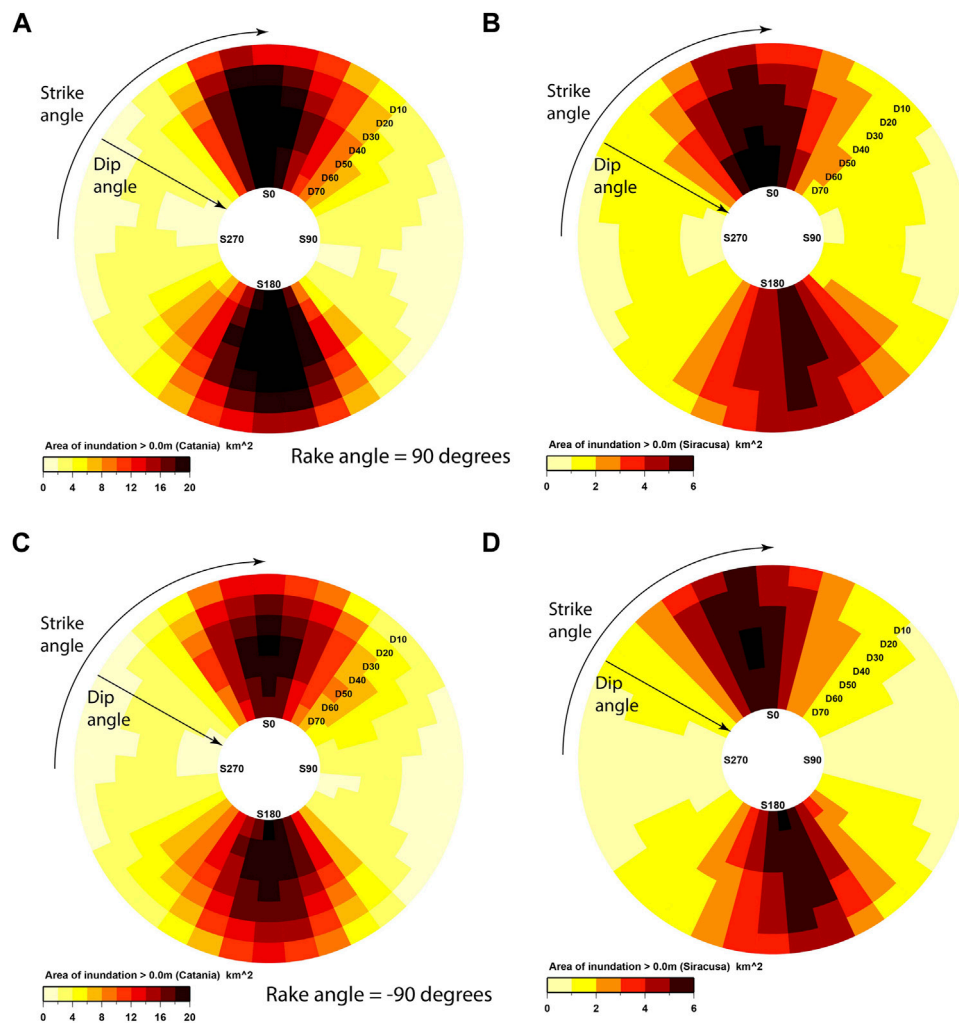 A
Strike
angle
Dip
angle
D10
D20
D30
D40
D50
D60
D70
S0
S270
S90
S180
Area of inundation > 0.0m (Catania) km^2
0 4 8 12 16 20
Rake angle = 90 degrees
B
Strike
angle
Dip
angle
D10
D20
D30
D40
D50
D60
D70
S0
S270
S90
S180
Area of inundation > 0.0m (Siracusa) km^2
0 2 4 6
C
Strike
angle
Dip
angle
D10
D20
D30
D40
D50
D60
D70
S0
S270
S90
S180
Area of inundation > 0.0m (Catania) km^2
0 4 8 12 16 20
Rake angle = -90 degrees
D
Strike
angle
Dip
angle
D10
D20
D30
D40
D50
D60
D70
S0
S270
S90
S180
Area of inundation > 0.0m (Siracusa) km^2
0 2 4 6